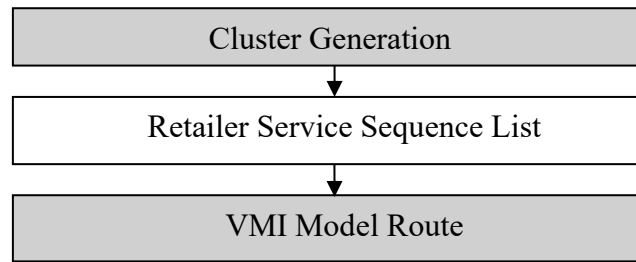 Cluster Generation
Retailer Service Sequence List
VMI Model Route